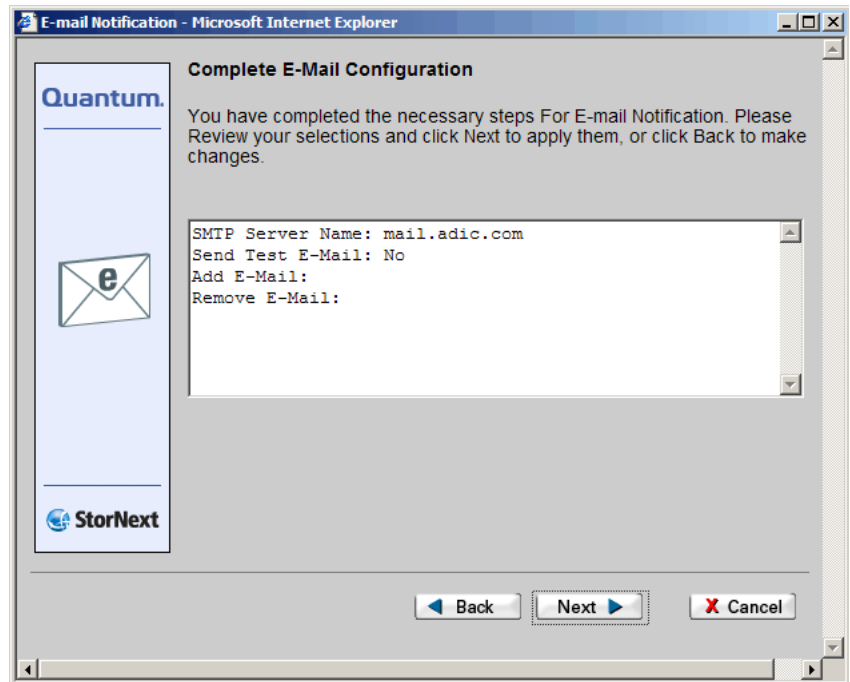 E-mail Notification - Microsoft Internet Explorer
Quantum.
Complete E-Mail Configuration
You have completed the necessary steps For E-mail Notification. Please
Review your selections and click Next to apply them, or click Back to make
changes.
SMTP Server Name: mail.adic.com
Send Test E-Mail: No
Add E-Mail:
Remove E-Mail:
e
StorNext
Back Next X Cancel